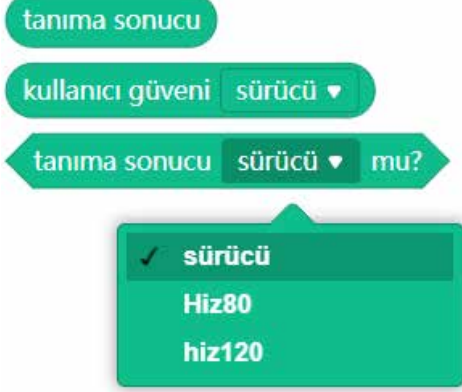 tanıma sonucu
kullanıcı güveni sürücü
tanıma sonucu sürücü mu?
sürücü
Hiz80
hiz120